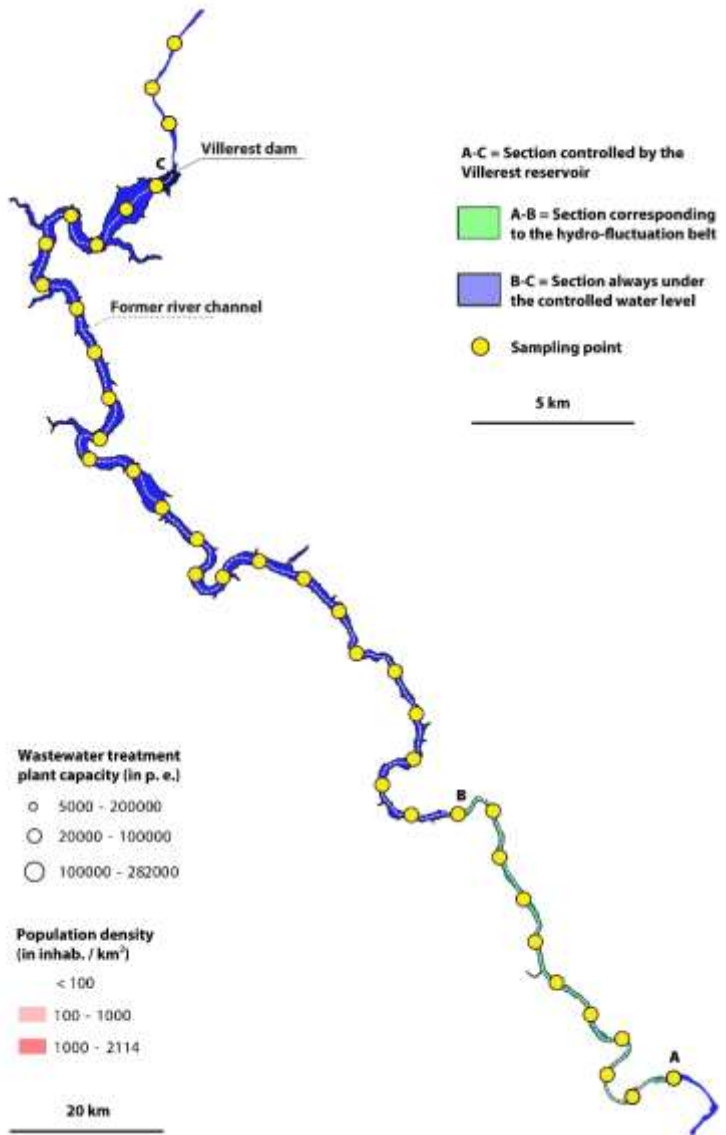 C
Villerest dam
Former river channel
A-C = Section controlled by the
Villerest reservoir
A-B = Section corresponding
to the hydro-fluctuation belt
B-C = Section always under
the controlled water level
Sampling point
5 km
B
A
Wastewater treatment
plant capacity (in p. e.)
5000 - 200000
20000 - 100000
100000 - 282000
Population density
(in inhab. / km²)
< 100
100 - 1000
1000 - 2114
20 km